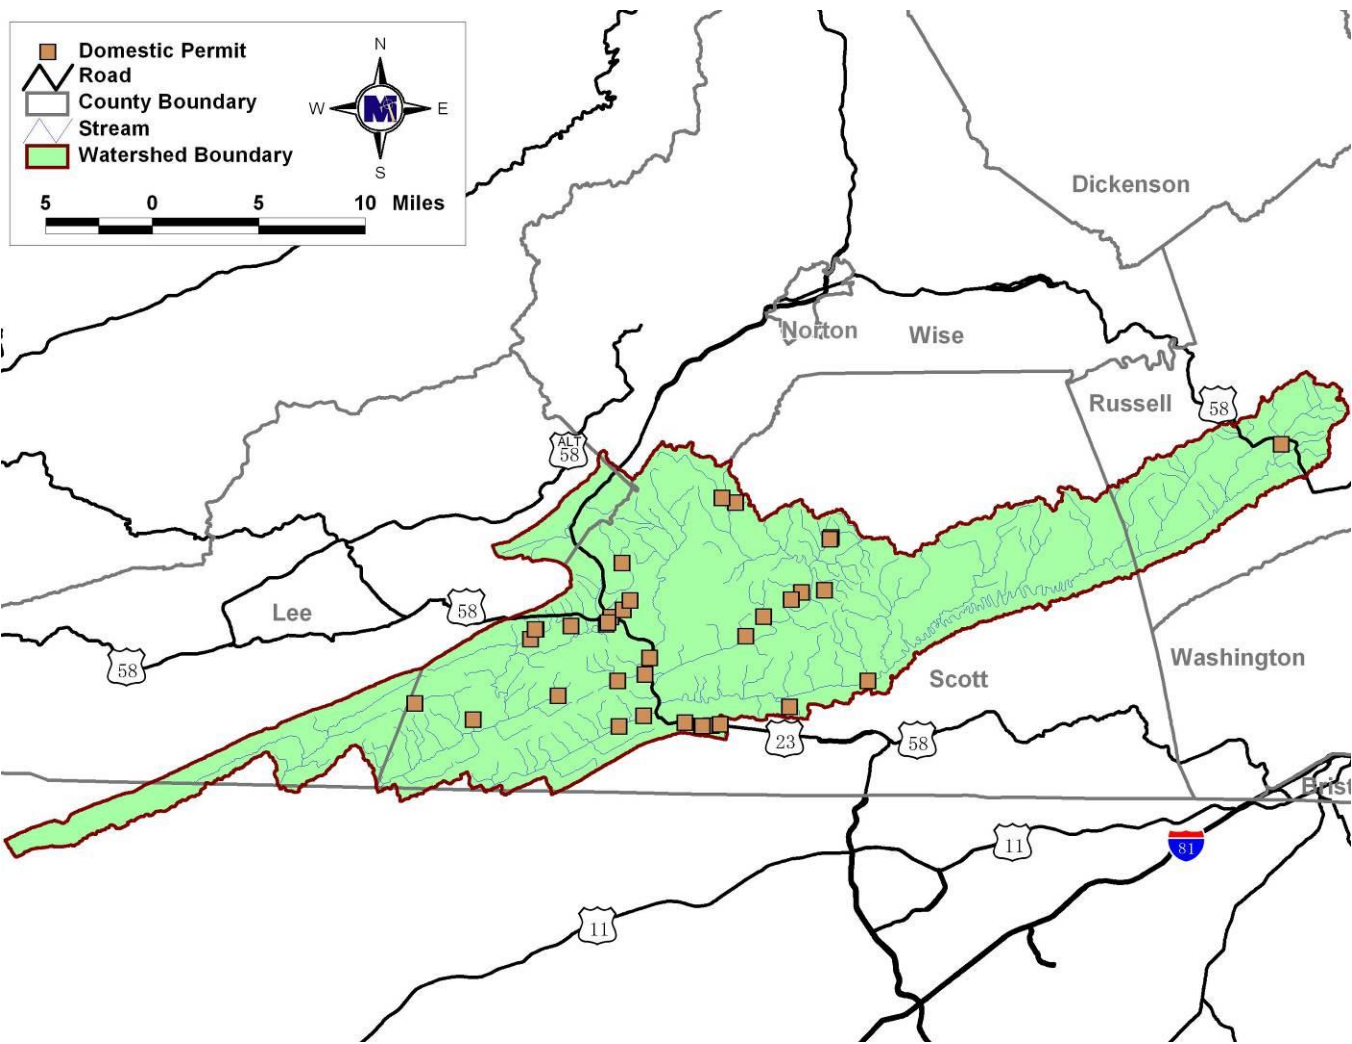 Domestic Permit
Road
County Boundary
Stream
Watershed Boundary
N
W M E
S
5 0 5 10 Miles
Dickenson
Norton Wise
Russell
58
ALT
58
Lee
58
58
Scott
Washington
23
58
Brist
11
81
11